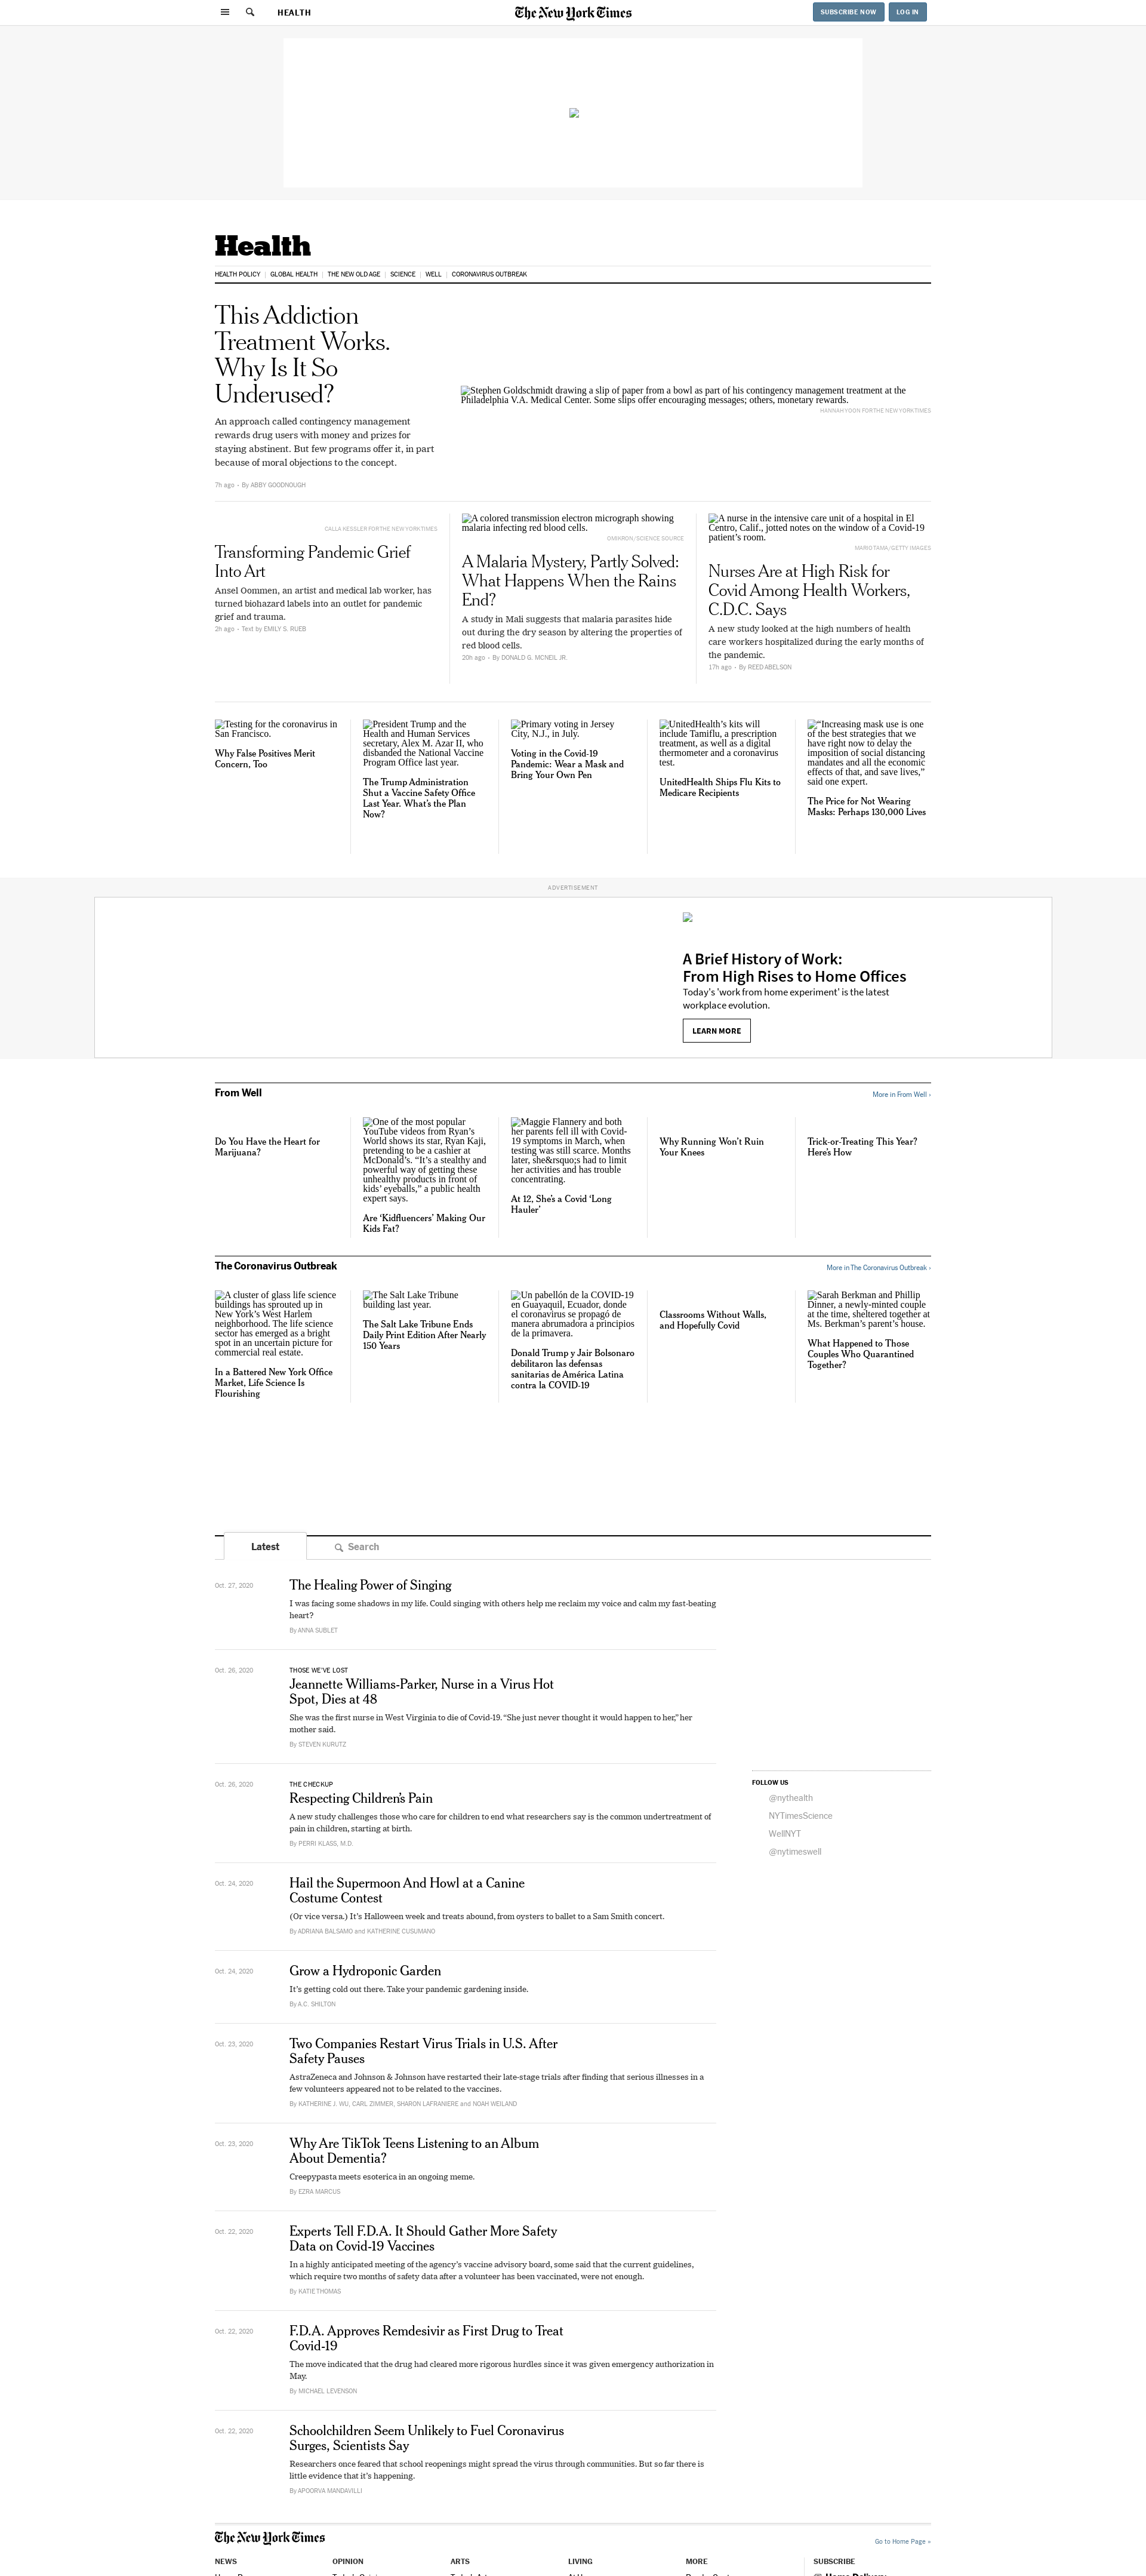 HEALTH
The New York Times
SUBSCRIBE NOW
LOG IN
Health
HEALTH POLICY
GLOBAL HEALTH
THE NEW OLD AGE
SCIENCE
WELL
CORONAVIRUS OUTBREAK
This Addiction
Treatment Works.
Why Is It So
Underused?
An approach called contingency management
rewards drug users with money and prizes for
staying abstinent. But few programs offer it, in part
because of moral objections to the concept.
7h ago - By ABBY GOODNOUGH
Stephen Goldschmidt drawing a slip of paper from a bowl as part of his contingency management treatment at the
Philadelphia V.A. Medical Center. Some slips offer encouraging messages; others, monetary rewards.
HANNAH YOON FOR THE NEW YORK TIMES
CALLA KESSLER FOR THE NEW YORK TIMES
Transforming Pandemic Grief
Into Art
Ansel Oommen, an artist and medical lab worker, has
turned biohazard labels into an outlet for pandemic
grief and trauma.
2h ago - Text by EMILY S. RUEB
A colored transmission electron micrograph showing
malaria infecting red blood cells.
OMIKRON/SCIENCE SOURCE
A Malaria Mystery, Partly Solved:
What Happens When the Rains
End?
A study in Mali suggests that malaria parasites hide
out during the dry season by altering the properties of
red blood cells.
20h ago - By DONALD G. MCNEIL JR.
A nurse in the intensive care unit of a hospital in El
Centro, Calif., jotted notes on the window of a Covid-19
patient's room.
MARIO TAMA/GETTY IMAGES
Nurses Are at High Risk for
Covid Among Health Workers,
C.D.C. Says
A new study looked at the high numbers of health
care workers hospitalized during the early months of
the pandemic.
17h ago - By REED ABELSON
Testing for the coronavirus in
San Francisco.
Why False Positives Merit
Concern, Too
President Trump and the
Health and Human Services
secretary, Alex M. Azar II, who
disbanded the National Vaccine
Program Office last year.
The Trump Administration
Shut a Vaccine Safety Office
Last Year. What's the Plan
Now?
Primary voting in Jersey
City, N.J., in July.
Voting in the Covid-19
Pandemic: Wear a Mask and
Bring Your Own Pen
UnitedHealth's kits will
include Tamiflu, a prescription
treatment, as well as a digital
thermometer and a coronavirus
test.
UnitedHealth Ships Flu Kits to
Medicare Recipients
“Increasing mask use is one
of the best strategies that we
have right now to delay the
imposition of social distancing
mandates and all the economic
effects of that, and save lives,”
said one expert.
The Price for Not Wearing
Masks: Perhaps 130,000 Lives
ADVERTISEMENT
A Brief History of Work:
From High Rises to Home Offices
Today's 'work from home experiment' is the latest
workplace evolution.
LEARN MORE
From Well
More in From Well ›
Do You Have the Heart for
Marijuana?
One of the most popular
YouTube videos from Ryan's
World shows its star, Ryan Kaji,
pretending to be a cashier at
McDonald's. “It's a stealthy and
powerful way of getting these
unhealthy products in front of
kids' eyeballs,” a public health
expert says.
Are ‘Kidfluencers’ Making Our
Kids Fat?
Maggie Flannery and both
her parents fell ill with Covid-
19 symptoms in March, when
testing was still scarce. Months
later, she&rsquo;s had to limit
her activities and has trouble
concentrating.
At 12, She's a Covid ‘Long
Hauler’
Why Running Won't Ruin
Your Knees
Trick-or-Treating This Year?
Here's How
The Coronavirus Outbreak
More in The Coronavirus Outbreak ›
A cluster of glass life science
buildings has sprouted up in
New York's West Harlem
neighborhood. The life science
sector has emerged as a bright
spot in an uncertain picture for
commercial real estate.
In a Battered New York Office
Market, Life Science Is
Flourishing
The Salt Lake Tribune
building last year.
The Salt Lake Tribune Ends
Daily Print Edition After Nearly
150 Years
Un pabellón de la COVID-19
en Guayaquil, Ecuador, donde
el coronavirus se propagó de
manera abrumadora a principios
de la primavera.
Donald Trump y Jair Bolsonaro
debilitaron las defensas
sanitarias de América Latina
contra la COVID-19
Classrooms Without Walls,
and Hopefully Covid
Sarah Berkman and Phillip
Dinner, a newly-minted couple
at the time, sheltered together at
Ms. Berkman's parent's house.
What Happened to Those
Couples Who Quarantined
Together?
Latest
Search
Oct. 27, 2020
The Healing Power of Singing
I was facing some shadows in my life. Could singing with others help me reclaim my voice and calm my fast-beating
heart?
By ANNA SUBLET
Oct. 26, 2020
THOSE WE'VE LOST
Jeannette Williams-Parker, Nurse in a Virus Hot
Spot, Dies at 48
She was the first nurse in West Virginia to die of Covid-19. “She just never thought it would happen to her,” her
mother said.
By STEVEN KURUTZ
Oct. 26, 2020
THE CHECKUP
Respecting Children's Pain
A new study challenges those who care for children to end what researchers say is the common undertreatment of
pain in children, starting at birth.
By PERRI KLASS, M.D.
FOLLOW US
@nythealth
NYTimesScience
WellNYT
@nytimeswell
Oct. 24, 2020
Hail the Supermoon And Howl at a Canine
Costume Contest
(Or vice versa.) It's Halloween week and treats abound, from oysters to ballet to a Sam Smith concert.
By ADRIANA BALSAMO and KATHERINE CUSUMANO
Oct. 24, 2020
Grow a Hydroponic Garden
It's getting cold out there. Take your pandemic gardening inside.
By A.C. SHILTON
Oct. 23, 2020
Two Companies Restart Virus Trials in U.S. After
Safety Pauses
AstraZeneca and Johnson & Johnson have restarted their late-stage trials after finding that serious illnesses in a
few volunteers appeared not to be related to the vaccines.
By KATHERINE J. WU, CARL ZIMMER, SHARON LAFRANIERE and NOAH WEILAND
Oct. 23, 2020
Why Are TikTok Teens Listening to an Album
About Dementia?
Creepypasta meets esoterica in an ongoing meme.
By EZRA MARCUS
Oct. 22, 2020
Experts Tell F.D.A. It Should Gather More Safety
Data on Covid-19 Vaccines
In a highly anticipated meeting of the agency's vaccine advisory board, some said that the current guidelines,
which require two months of safety data after a volunteer has been vaccinated, were not enough.
By KATIE THOMAS
Oct. 22, 2020
F.D.A. Approves Remdesivir as First Drug to Treat
Covid-19
The move indicated that the drug had cleared more rigorous hurdles since it was given emergency authorization in
May.
By MICHAEL LEVENSON
Oct. 22, 2020
Schoolchildren Seem Unlikely to Fuel Coronavirus
Surges, Scientists Say
Researchers once feared that school reopenings might spread the virus through communities. But so far there is
little evidence that it's happening.
By APOORVA MANDAVILLI
The New York Times
Go to Home Page »
NEWS
OPINION
ARTS
LIVING
MORE
SUBSCRIBE